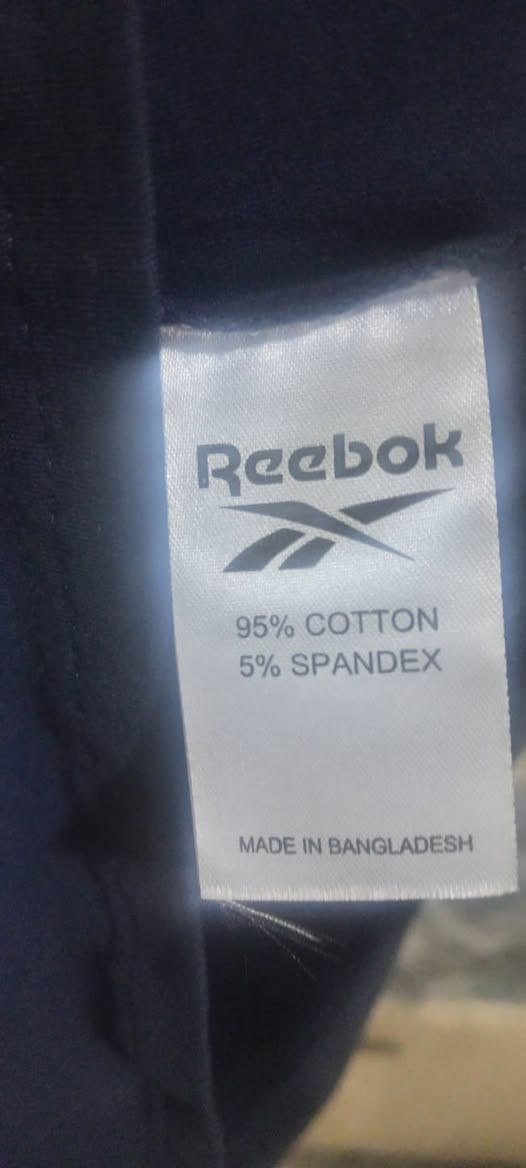 Reebok
95% COTTON
5% SPANDEX
MADE IN BANGLADESH